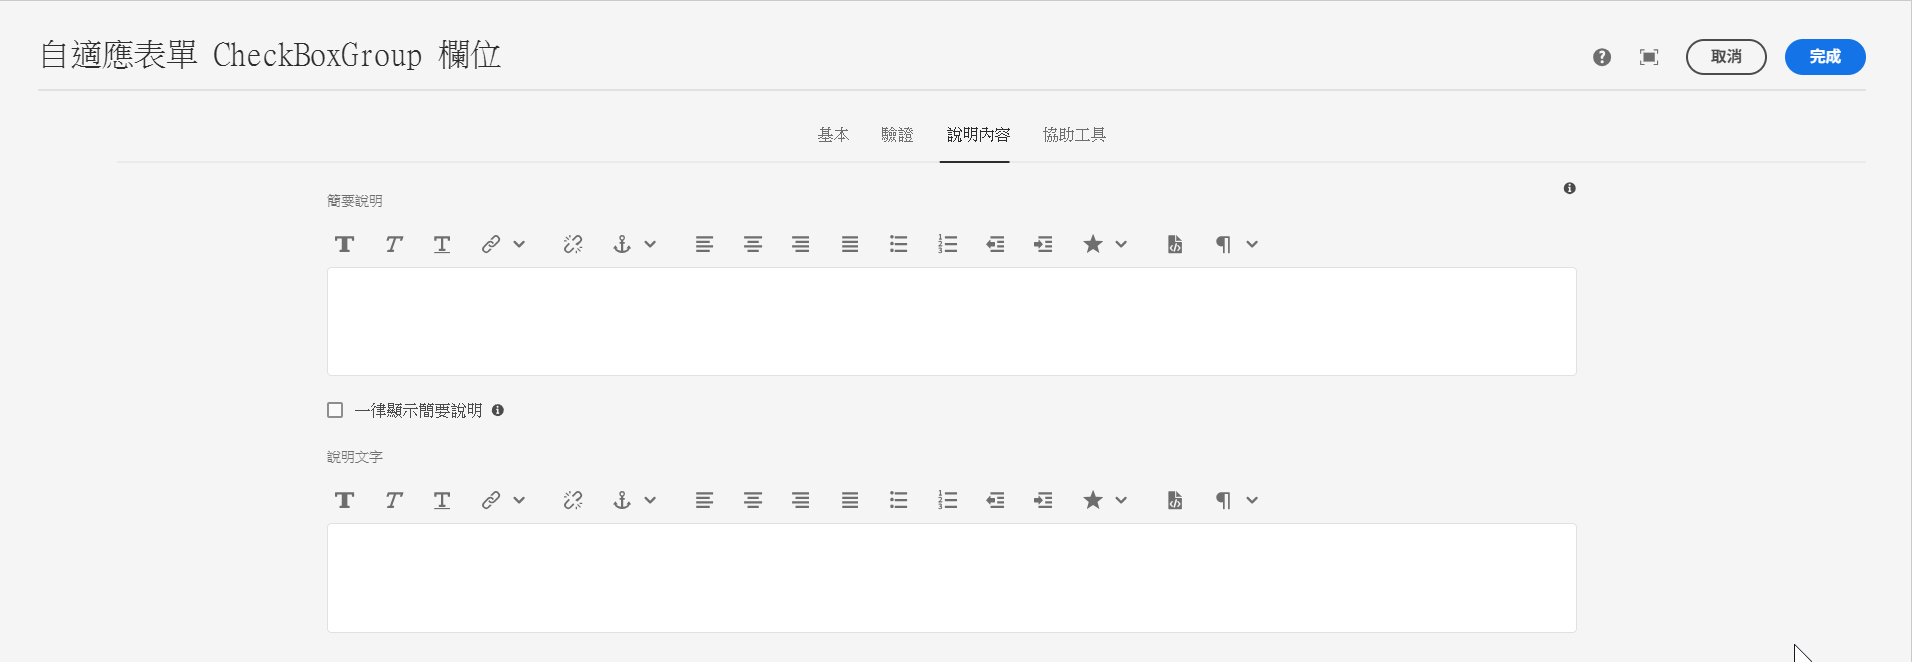 自適應表單 CheckBoxGroup 欄位
取消
完成
基本 驗證 說明內容 協助工具
簡要說明
一律顯示簡要說明
說明文字